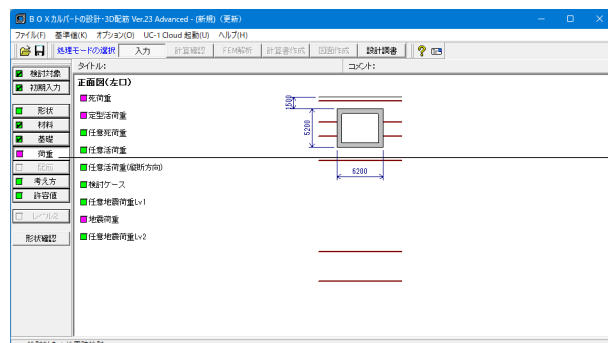 BOXカルバートの設計・3D配筋 Ver.23 Advanced - (新規) (更新)
ファイル(F) 基準値(K) オプション(O) UC-1 Cloud 起動(U) ヘルプ(H)
処理モードの選択 入力 計算確認 FEM解析 計算書作成 図面作成 設計調書
タイトル: コメント:
検討対象
初期入力
形状
材料
基礎
荷重
配筋
考え方
許容値
レベル2
形状確認
正面図(左口)
死荷重
定型活荷重
任意死荷重
任意活荷重
任意活荷重(縦断方向)
検討ケース
任意地震荷重Lv1
地震荷重
任意地震荷重Lv2
1500
5200
6200